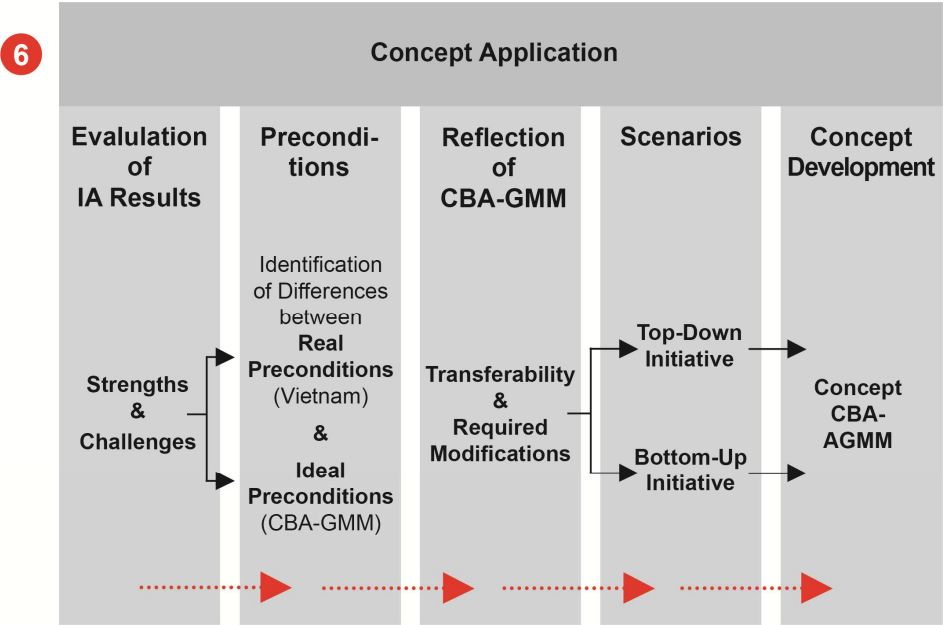 6
Concept Application
Evalulation
of
IA Results
Strengths
&
Challenges
Precondi-
tions
Identification
of Differences
between
Real
Preconditions
(Vietnam)
&
Ideal
Preconditions
(CBA-GMM)
Reflection
of
CBA-GMM
Transferability
&
Required
Modifications
Scenarios
Top-Down
Initiative
Bottom-Up
Initiative
Concept
Development
Concept
CBA-
AGMM